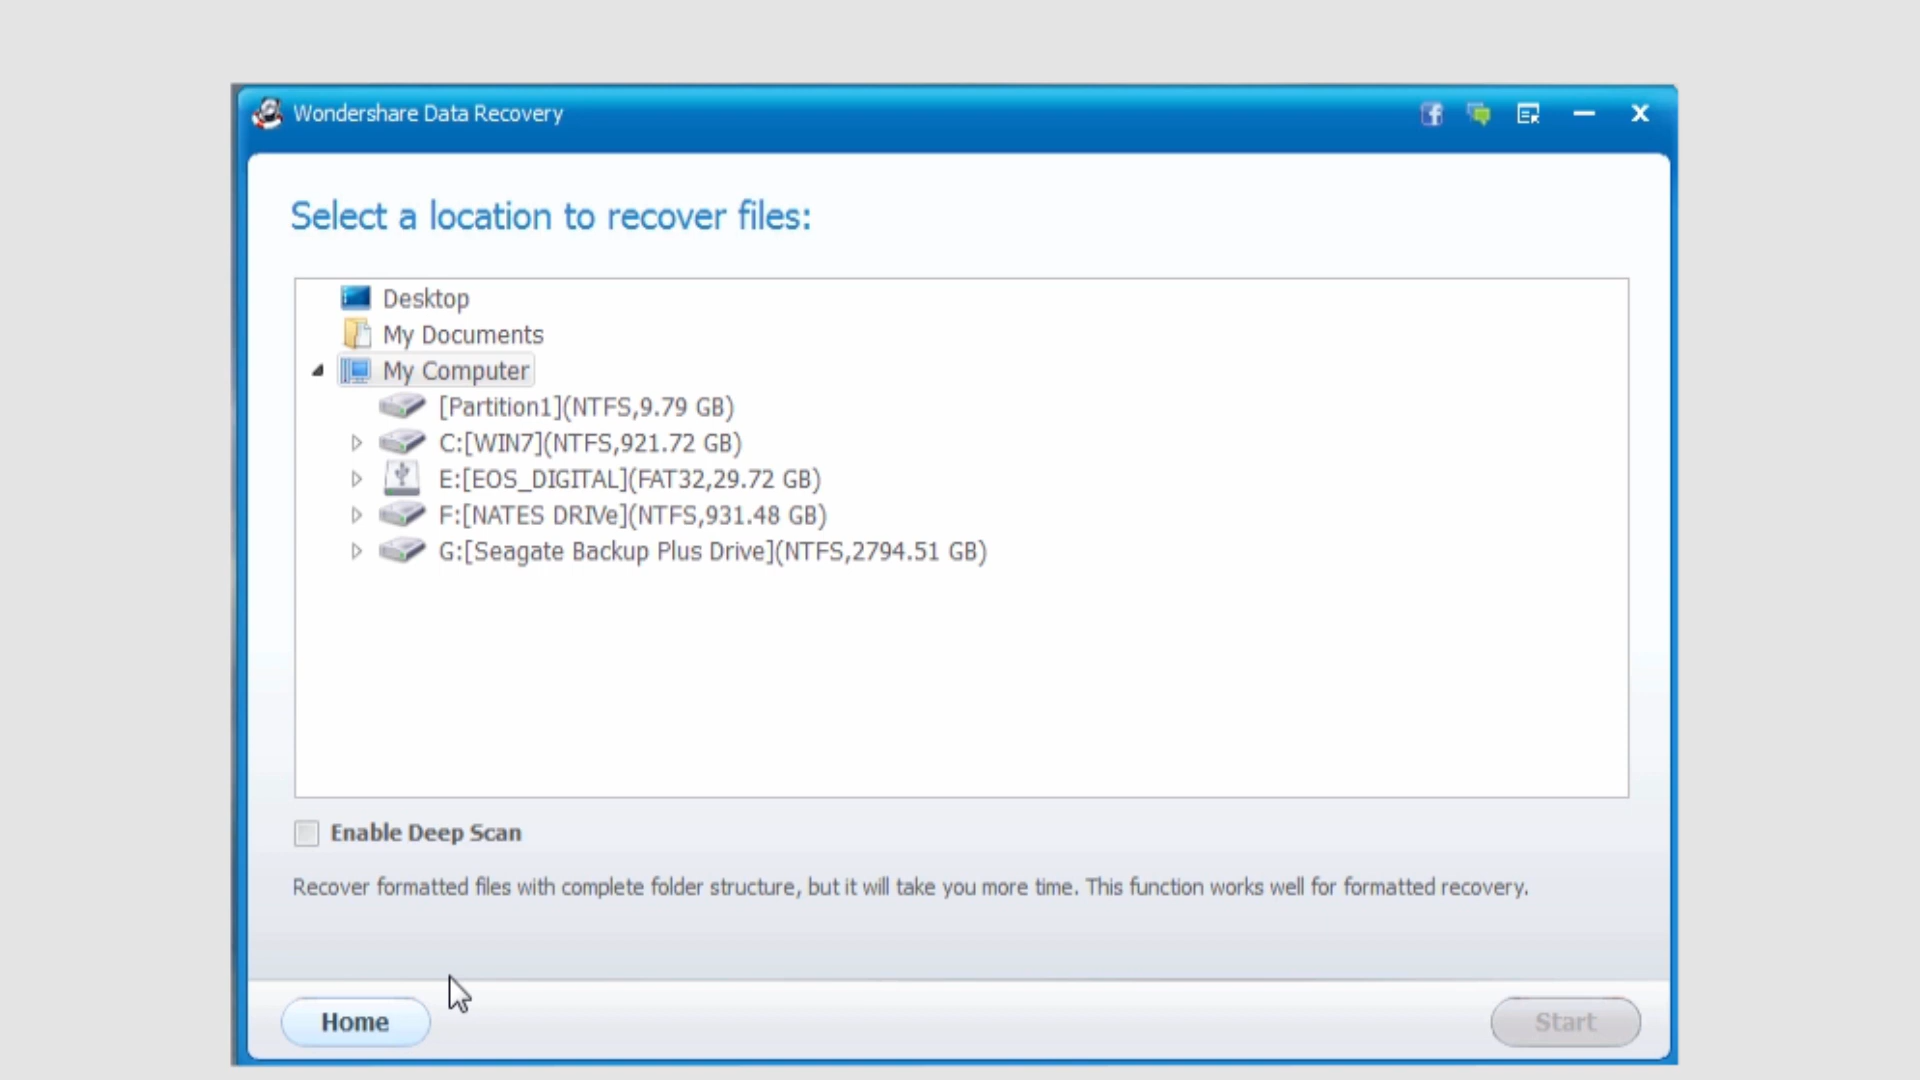 Wondershare Data Recovery
Select a location to recover files:
Desktop
My Documents
My Computer
[Partition1](NTFS,9.79 GB)
C:[WIN7](NTFS,921.72 GB)
E:[EOS_DIGITAL](FAT32,29.72 GB)
F:[NATES DRIVe](NTFS,931.48 GB)
G:[Seagate Backup Plus Drive](NTFS,2794.51 GB)
Enable Deep Scan
Recover formatted files with complete folder structure, but it will take you more time. This function works well for formatted recovery.
Home
Start